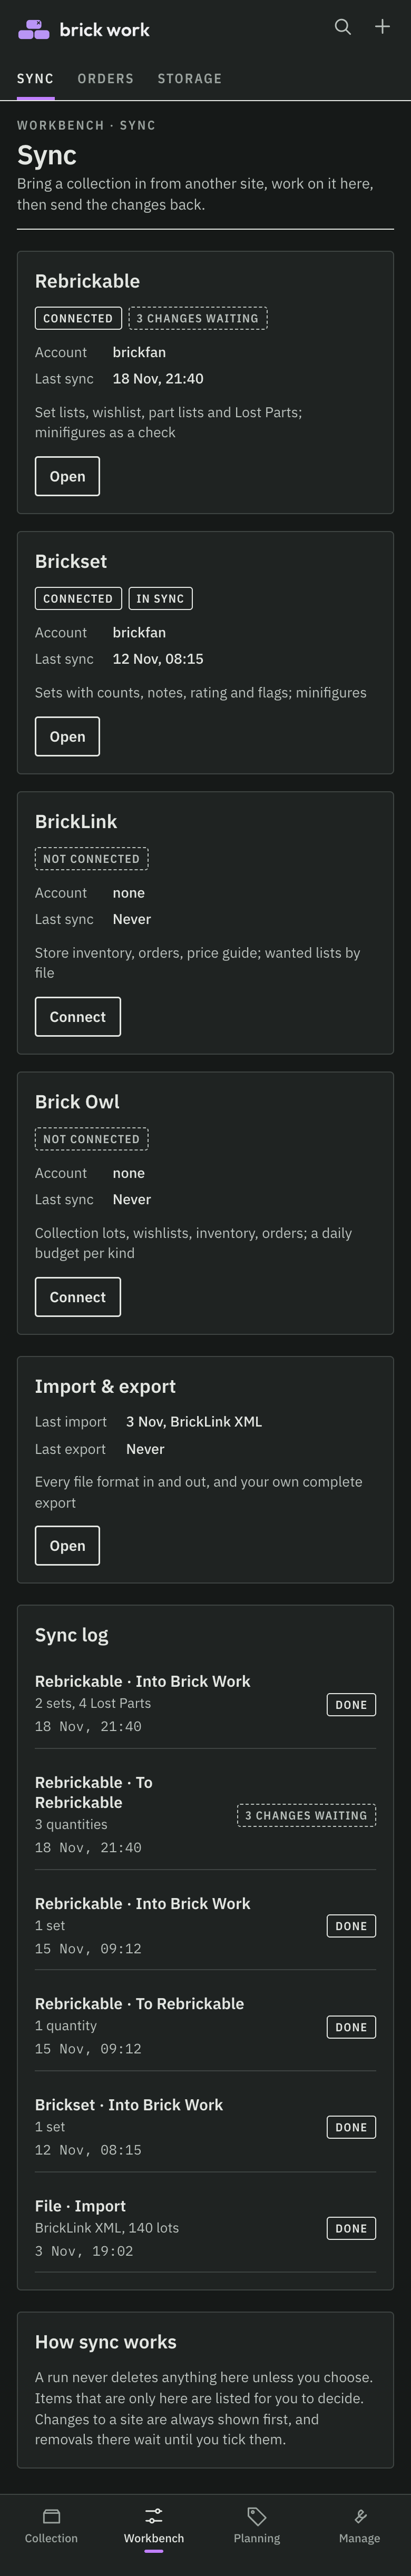 brick work
SYNC ORDERS STORAGE
WORKBENCH · SYNC
Sync
Bring a collection in from another site, work on it here,
then send the changes back.
Rebrickable
CONNECTED 3 CHANGES WAITING
Account brickfan
Last sync 18 Nov, 21:40
Set lists, wishlist, part lists and Lost Parts;
minifigures as a check
Open
Brickset
CONNECTED IN SYNC
Account brickfan
Last sync 12 Nov, 08:15
Sets with counts, notes, rating and flags; minifigures
Open
BrickLink
NOT CONNECTED
Account none
Last sync Never
Store inventory, orders, price guide; wanted lists by
file
Connect
Brick Owl
NOT CONNECTED
Account none
Last sync Never
Collection lots, wishlists, inventory, orders; a daily
budget per kind
Connect
Import & export
Last import 3 Nov, BrickLink XML
Last export Never
Every file format in and out, and your own complete
export
Open
Sync log
Rebrickable · Into Brick Work
2 sets, 4 Lost Parts
18 Nov, 21:40
DONE
Rebrickable · To
Rebrickable
3 quantities
18 Nov, 21:40
3 CHANGES WAITING
Rebrickable · Into Brick Work
1 set
15 Nov, 09:12
DONE
Rebrickable · To Rebrickable
1 quantity
15 Nov, 09:12
DONE
Brickset · Into Brick Work
1 set
12 Nov, 08:15
DONE
File · Import
BrickLink XML, 140 lots
3 Nov, 19:02
DONE
How sync works
A run never deletes anything here unless you choose.
Items that are only here are listed for you to decide.
Changes to a site are always shown first, and
removals there wait until you tick them.
Collection Workbench Planning Manage